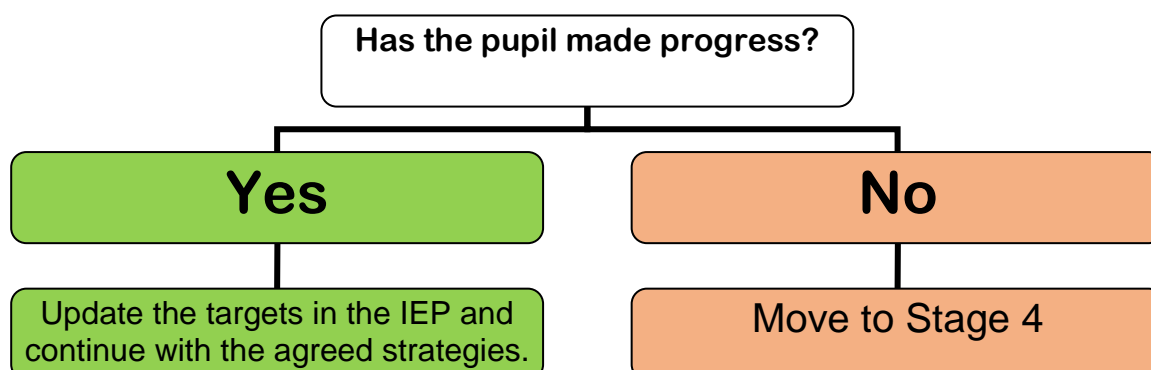 Has the pupil made progress?
Yes
No
Update the targets in the IEP and
continue with the agreed strategies.
Move to Stage 4